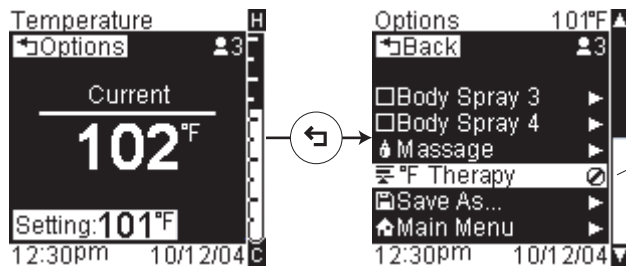 Temperature H
Options 3
Current
102°F
Setting:101°F
12:30pm 10/12/04 C
Options 101°F
Back 3
Body Spray 3
Body Spray 4
Massage
°F Therapy
Save As...
Main Menu
12:30pm 10/12/04